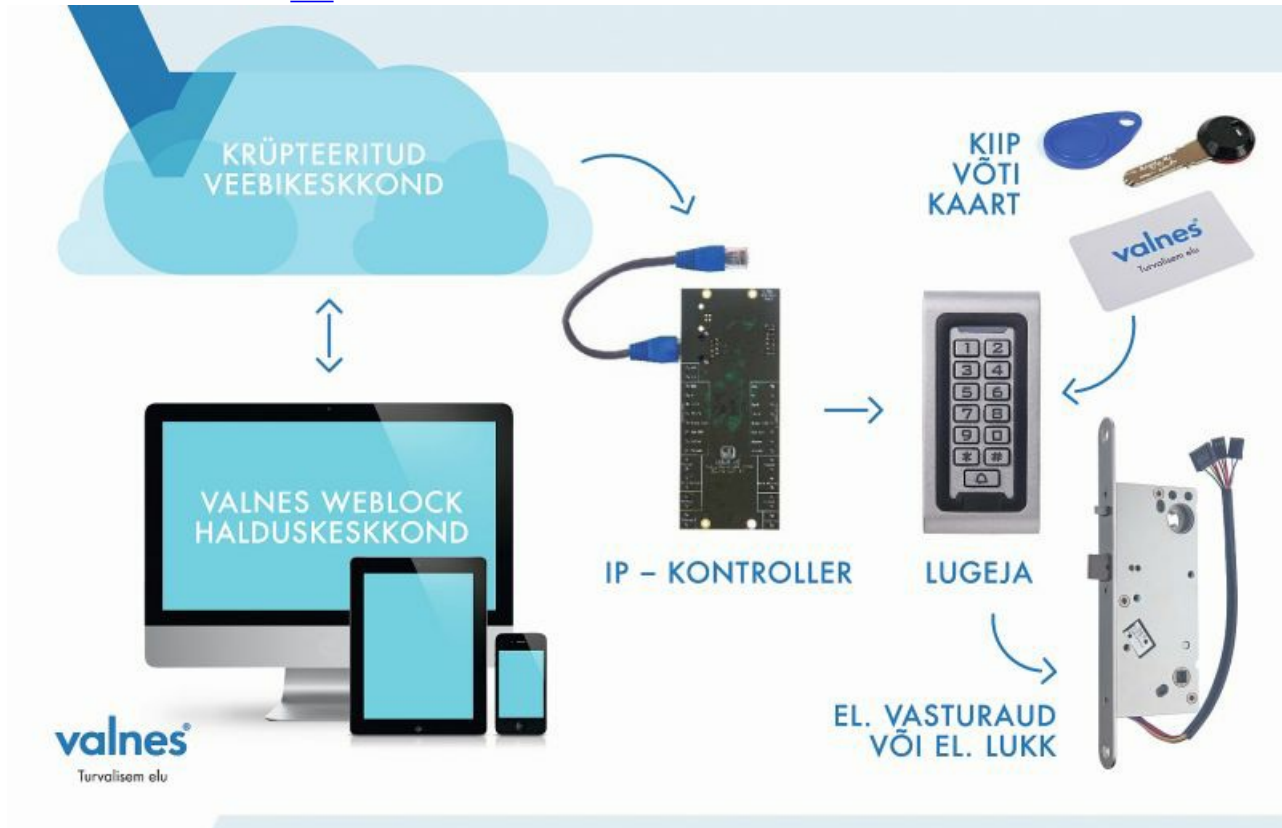 KRÜPTEERITUD
VEEBIKESKKOND
KIIP
VÕTI
KAART
valnes
Turvalisem elu
1 2
3 4
5 6
7 8
9 0
* #
VALNES WEBLOCK
HALDUSKESKKOND
IP – KONTROLLER
LUGEJA
EL. VASTURAUD
VÕI EL. LUKK
valnes®
Turvalisem elu